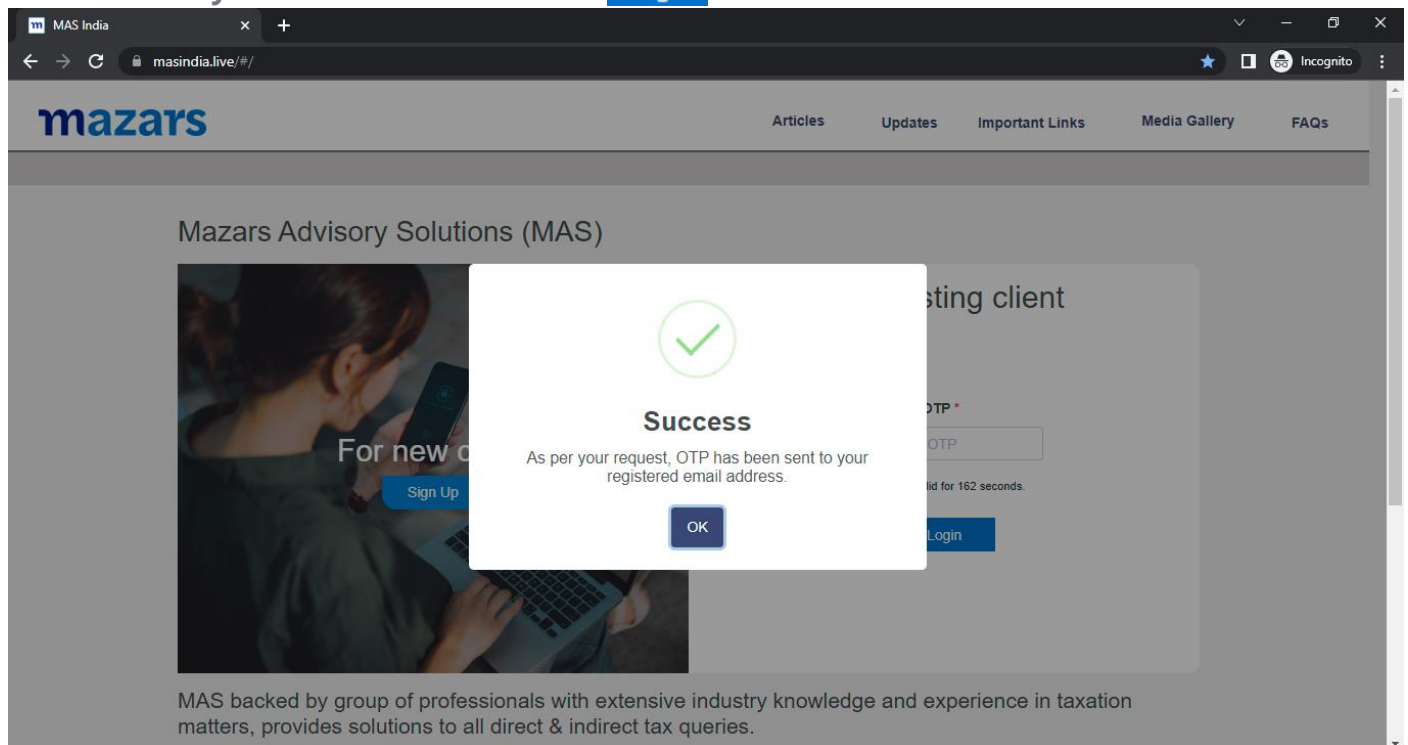 MAS India
masindia.live/#/
Incognito
mazars
Articles Updates Important Links Media Gallery FAQs
Mazars Advisory Solutions (MAS)
sting client
Success
OTP *
For new
As per your request, OTP has been sent to your
OTP
registered email address.
Sign Up
lid for 162 seconds.
OK
Login
MAS backed by group of professionals with extensive industry knowledge and experience in taxation
matters, provides solutions to all direct & indirect tax queries.